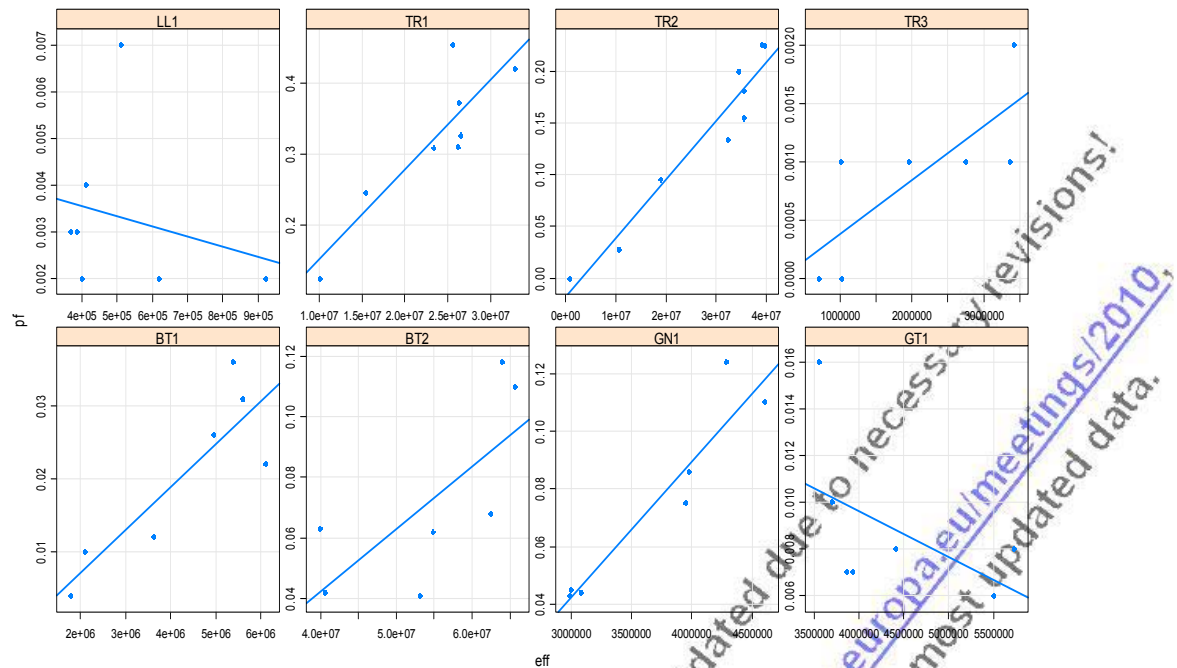 LL1 TR1 TR2 TR3
0.007
0.006
0.005
0.004
0.003
0.002
0.4
0.3
0.2
0.20
0.15
0.10
0.05
0.00
0.0020
0.0015
0.0010
0.0005
0.0000
4e+05 5e+05 6e+05 7e+05 8e+05 9e+05
1.0e+07 1.5e+07 2.0e+07 2.5e+07 3.0e+07
0e+00 1e+07 2e+07 3e+07 4e+07
1000000 2000000 3000000
pf
BT1 BT2 GN1 GT1
0.03
0.02
0.01
0.12
0.10
0.08
0.06
0.04
0.12
0.10
0.08
0.06
0.04
0.016
0.014
0.012
0.010
0.008
0.006
2e+06 3e+06 4e+06 5e+06 6e+06
4.0e+07 5.0e+07 6.0e+07
3000000 3500000 4000000 4500000
3500000 4000000 4500000 5000000 5500000
eff
dated due to necessary revisions!
europa.eu/meetings/2010,
most updated data.